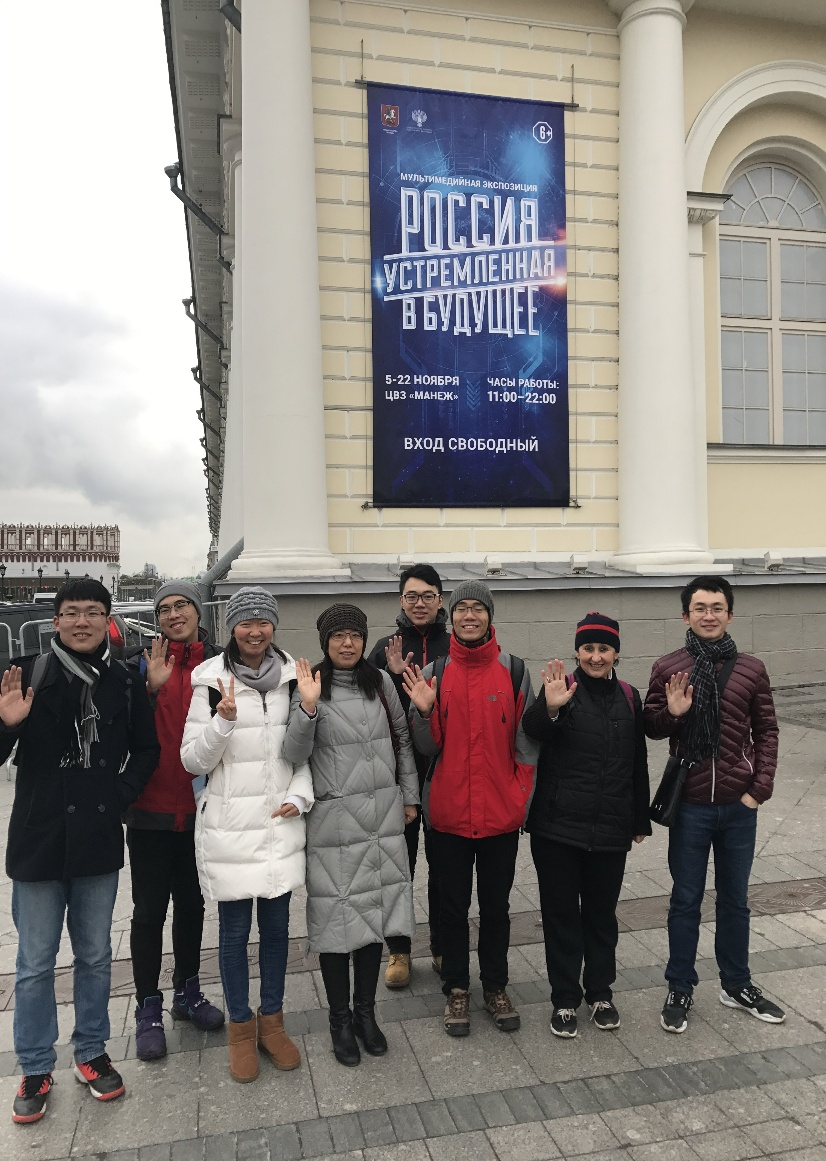 6+
МУЛЬТИМЕДИЙНАЯ ЭКСПОЗИЦИЯ
РОССИЯ
УСТРЕМЛЕННАЯ
В БУДУЩЕЕ
5-22 НОЯБРЯ
ЦВЗ «МАНЕЖ»
ЧАСЫ РАБОТЫ:
11:00–22:00
ВХОД СВОБОДНЫЙ